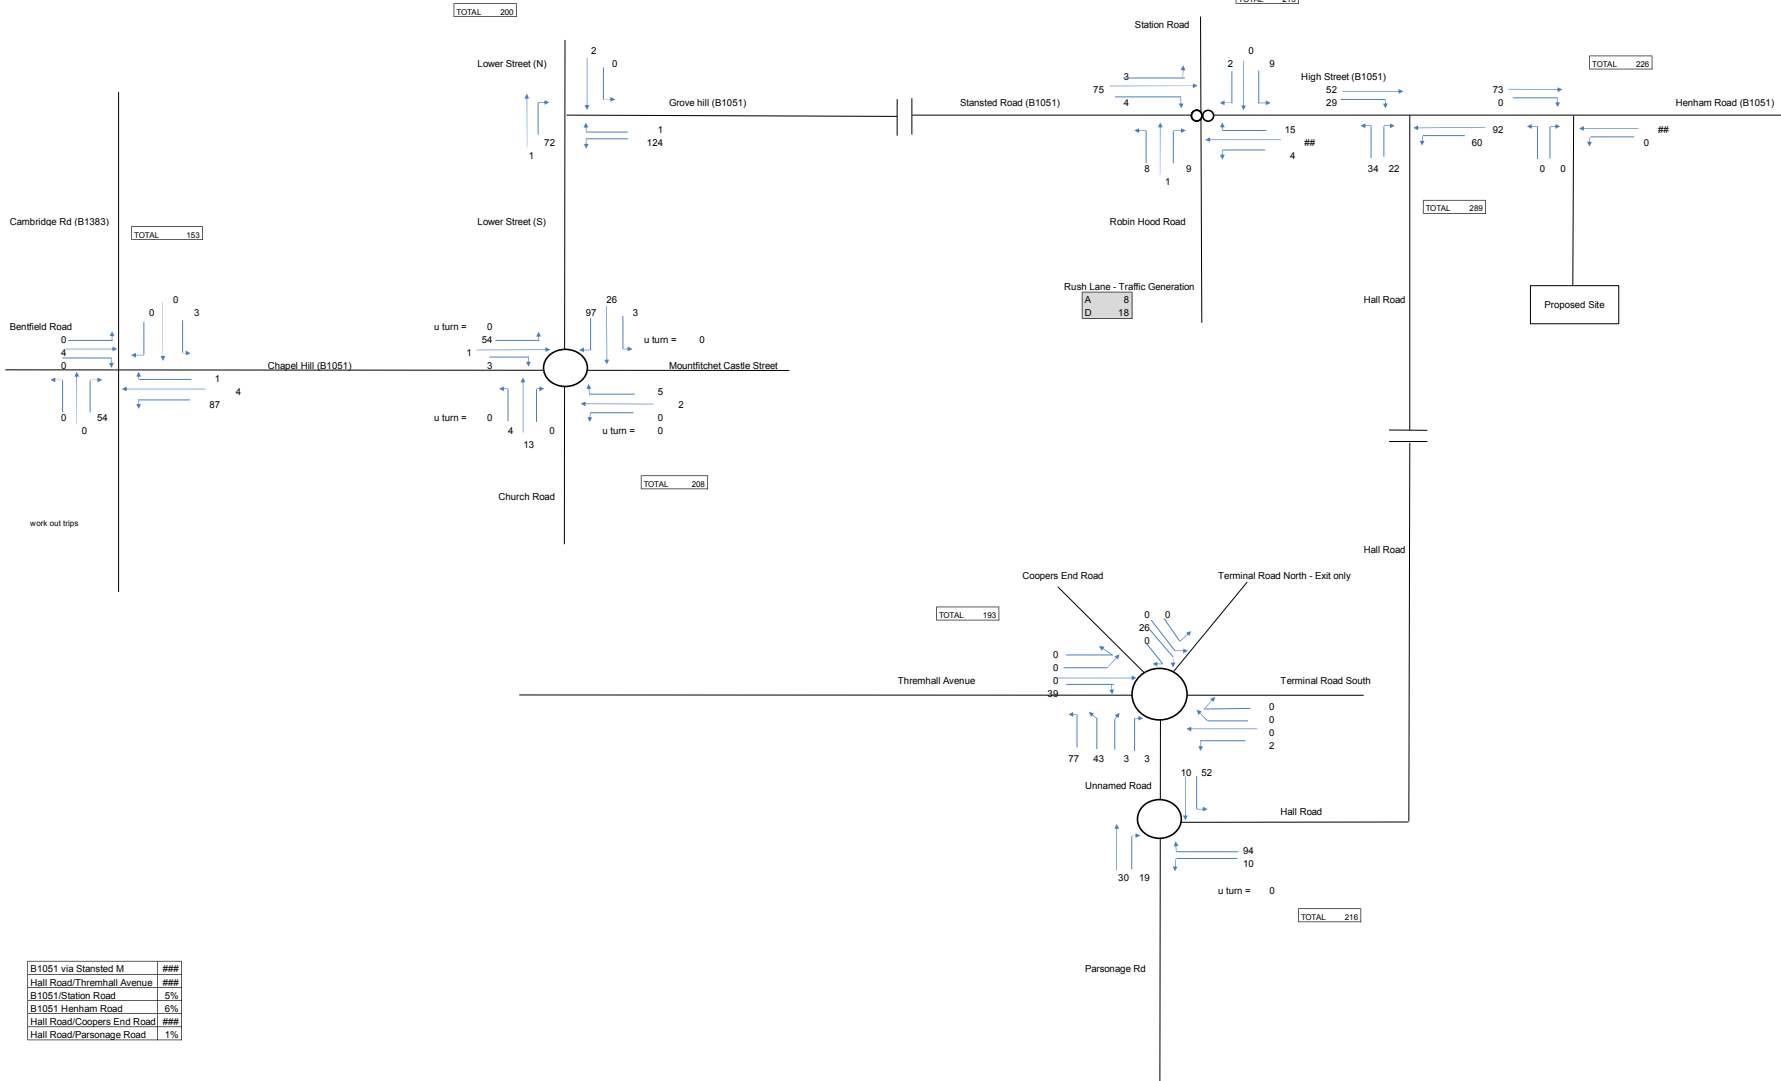 TOTAL 200
TOTAL 215
Station Road
Lower Street (N)
2
0
3
75
4
2
0
9
High Street (B1051)
52
29
73
0
TOTAL 226
Grove hill (B1051)
Stansted Road (B1051)
Henham Road (B1051)
72
1
1
124
15
##
4
8
1
9
34 22
92
60
0 0
##
0
Cambridge Rd (B1383)
TOTAL 153
Lower Street (S)
Robin Hood Road
TOTAL 289
Rush Lane - Traffic Generation
A 8
D 18
Hall Road
Proposed Site
Bentfield Road
0
4
0
0
0
3
Chapel Hill (B1051)
1
4
87
0
0
54
u turn = 0
54
1
3
97
26
3
u turn = 0
Mountfitchet Castle Street
u turn = 0
4
13
0
5
2
0
u turn = 0
TOTAL 208
Church Road
work out trips
Hall Road
Coopers End Road
Terminal Road North - Exit only
TOTAL 193
0 0
26
0
0
0
0
39
Thremhall Avenue
Terminal Road South
0
0
0
2
77 43 3 3
10 52
Unnamed Road
Hall Road
94
10
30 19
u turn = 0
TOTAL 216
Parsonage Rd
B1051 via Stansted M ###
Hall Road/Thremhall Avenue ###
B1051/Station Road 5%
B1051 Henham Road 6%
Hall Road/Coopers End Road ###
Hall Road/Parsonage Road 1%